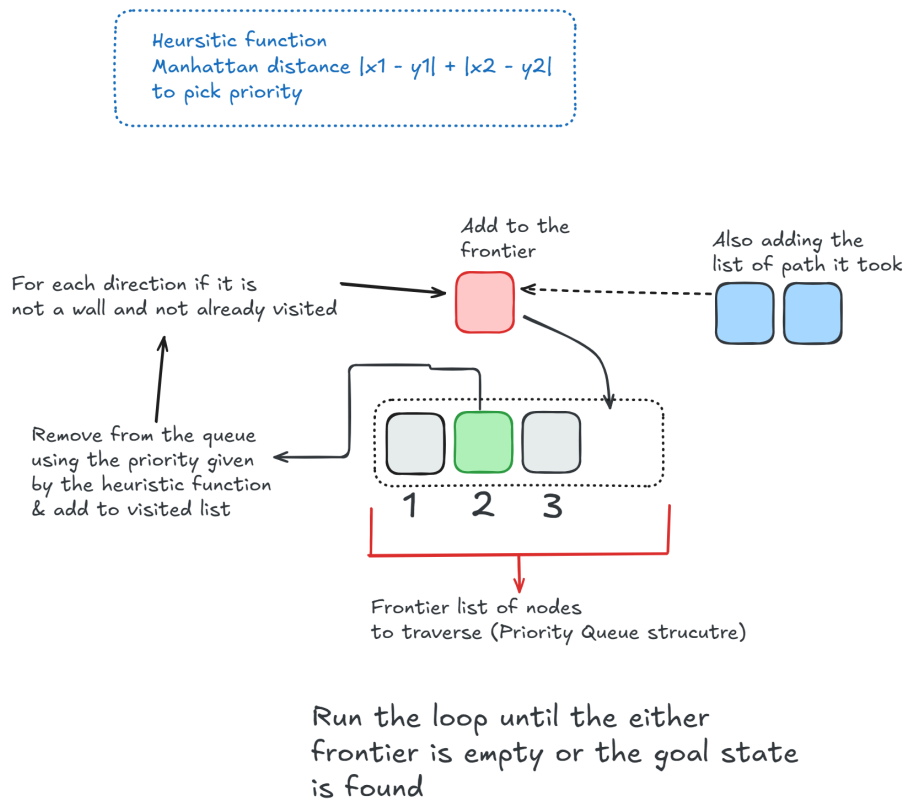 Heursitic function
Manhattan distance |x1 - y1| + |x2 - y2|
to pick priority
Add to the
frontier
Also adding the
list of path it took
For each direction if it is
not a wall and not already visited
Remove from the queue
using the priority given
by the heuristic function
& add to visited list
1 2 3
Frontier list of nodes
to traverse (Priority Queue strucutre)
Run the loop until the either
frontier is empty or the goal state
is found